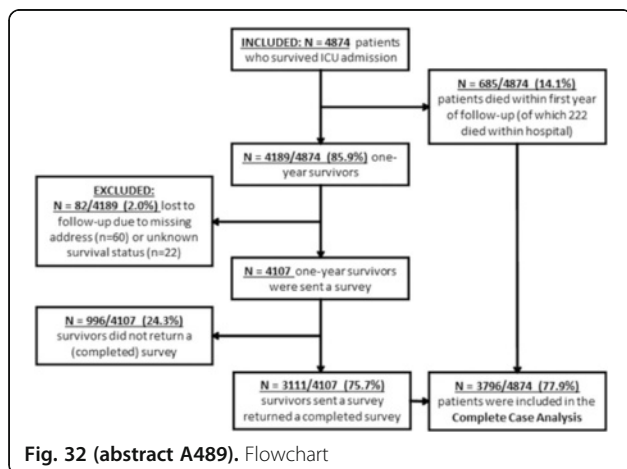 INCLUDED: N = 4874 patients
who survived ICU admission
N = 685/4874 (14.1%)
patients died within first year
of follow-up (of which 222
died within hospital)
N = 4189/4874 (85.9%) one-
year survivors
EXCLUDED:
N = 82/4189 (2.0%) lost to
follow-up due to missing
address (n=60) or unknown
survival status (n=22)
N = 4107 one-year survivors
were sent a survey
N = 996/4107 (24.3%)
survivors did not return a
(completed) survey
N = 3111/4107 (75.7%)
survivors sent a survey
returned a completed survey
N = 3796/4874 (77.9%)
patients were included in the
Complete Case Analysis
Fig. 32 (abstract A489). Flowchart